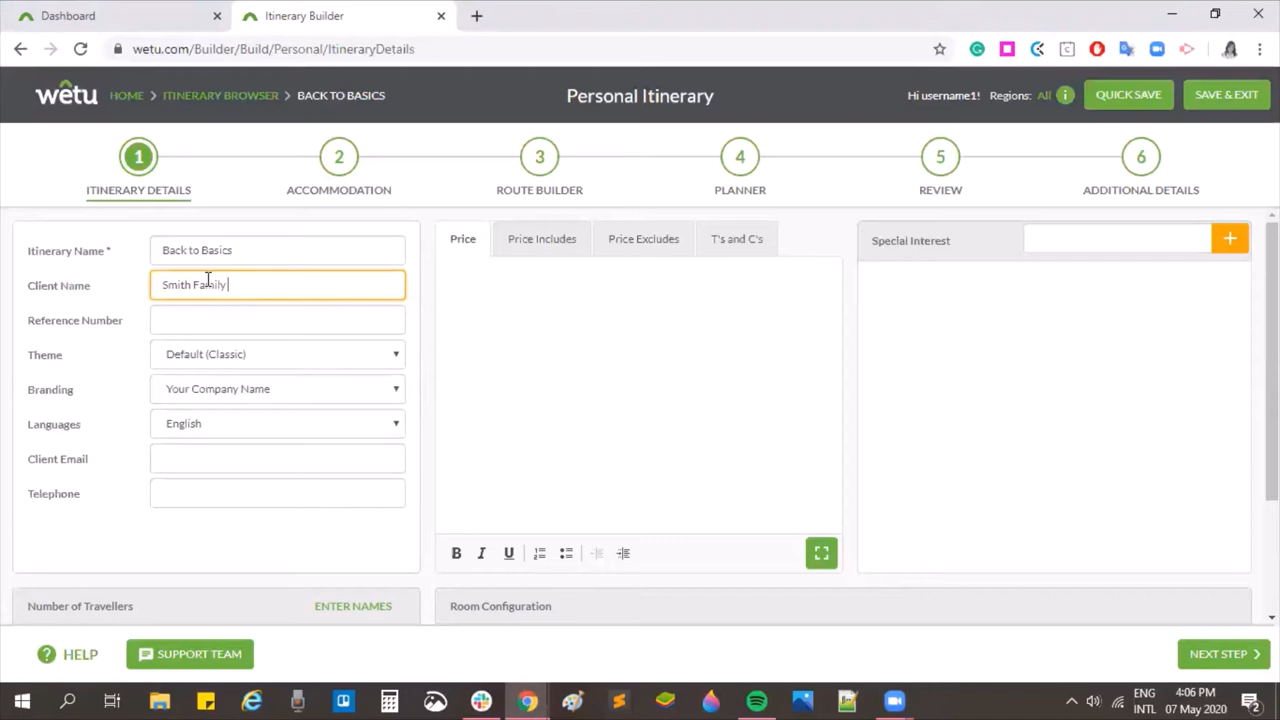 Dashboard
Itinerary Builder
wetu.com/Builder/Build/Personal/ItineraryDetails
wetu
HOME > ITINERARY BROWSER > BACK TO BASICS
Personal Itinerary
Hi username1! Regions: All
QUICK SAVE
SAVE & EXIT
1
2
3
4
5
6
ITINERARY DETAILS
ACCOMMODATION
ROUTE BUILDER
PLANNER
REVIEW
ADDITIONAL DETAILS
Itinerary Name * Back to Basics
Client Name Smith Family
Reference Number
Theme Default (Classic)
Branding Your Company Name
Languages English
Client Email
Telephone
Price
Price Includes
Price Excludes
T's and C's
B I U
Special Interest
Number of Travellers
ENTER NAMES
Room Configuration
HELP
SUPPORT TEAM
NEXT STEP
ENG
INTL
4:06 PM
07 May 2020
2